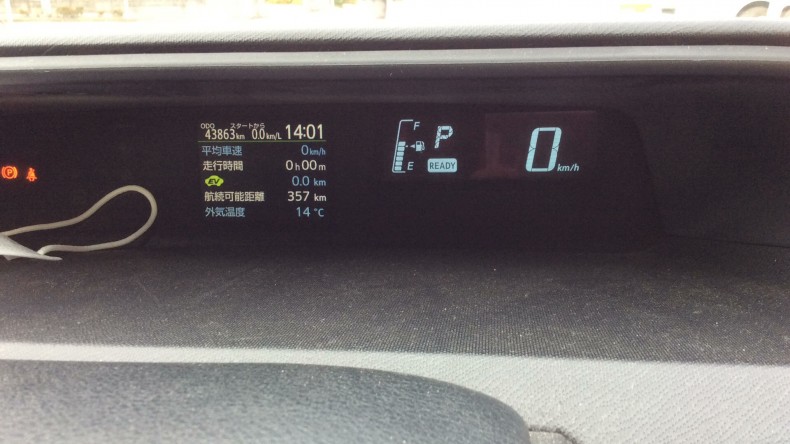 ODO スタートから
43863km 0.0km/L 14:01
平均車速 0km/h
走行時間 0h00m
EV 0.0 km
航続可能距離 357 km
外気温度 14 ℃
P
F
P
E
READY
0km/h